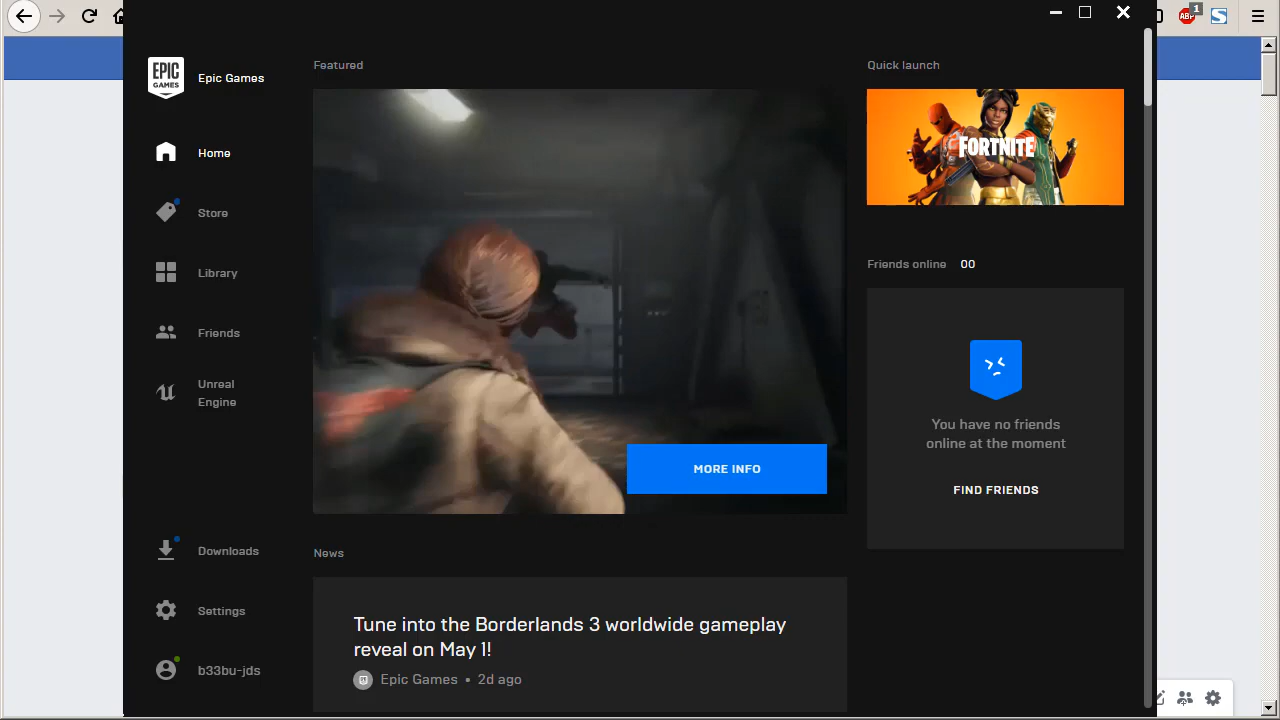 1
ABP
S
EPIC
GAMES
Epic Games
Home
Store
Library
Friends
Unreal
Engine
Downloads
Settings
b33bu-jds
Featured
MORE INFO
News
Tune into the Borderlands 3 worldwide gameplay
reveal on May 1!
Epic Games • 2d ago
Quick launch
FORTNITE
Friends online 00
You have no friends
online at the moment
FIND FRIENDS